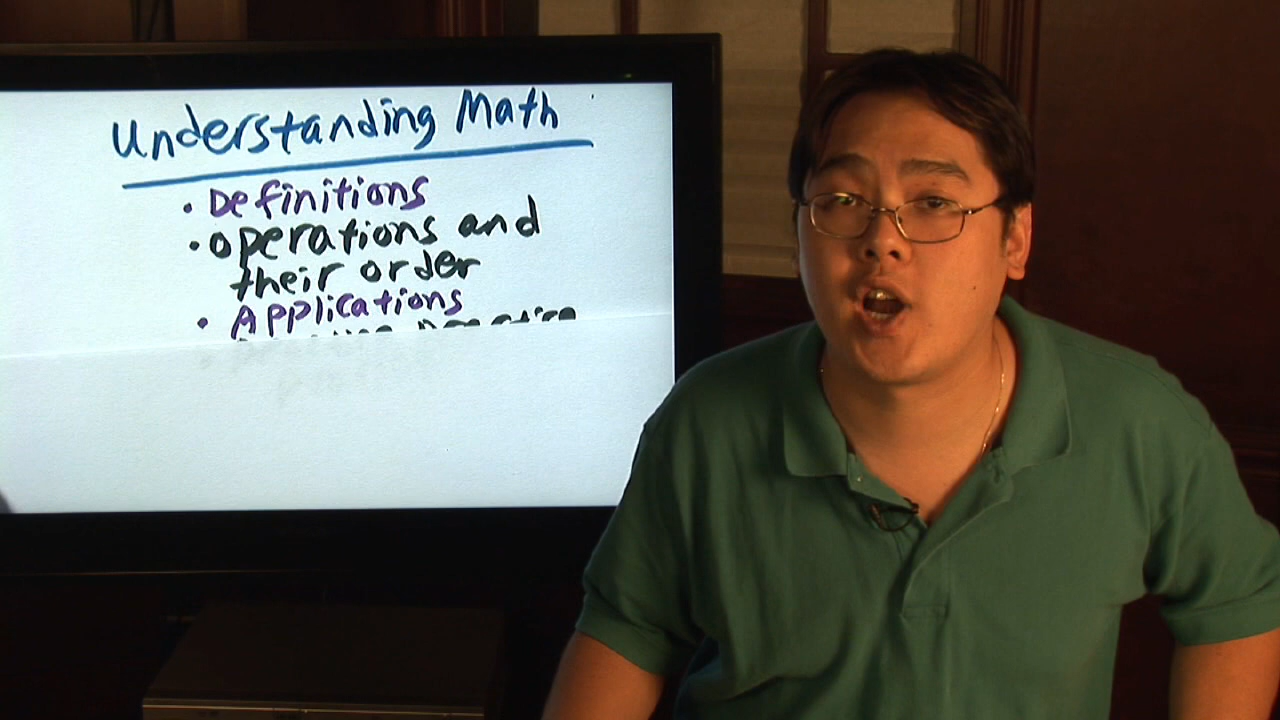 Understanding Math
• Definitions
• operations and
their order
• Applications